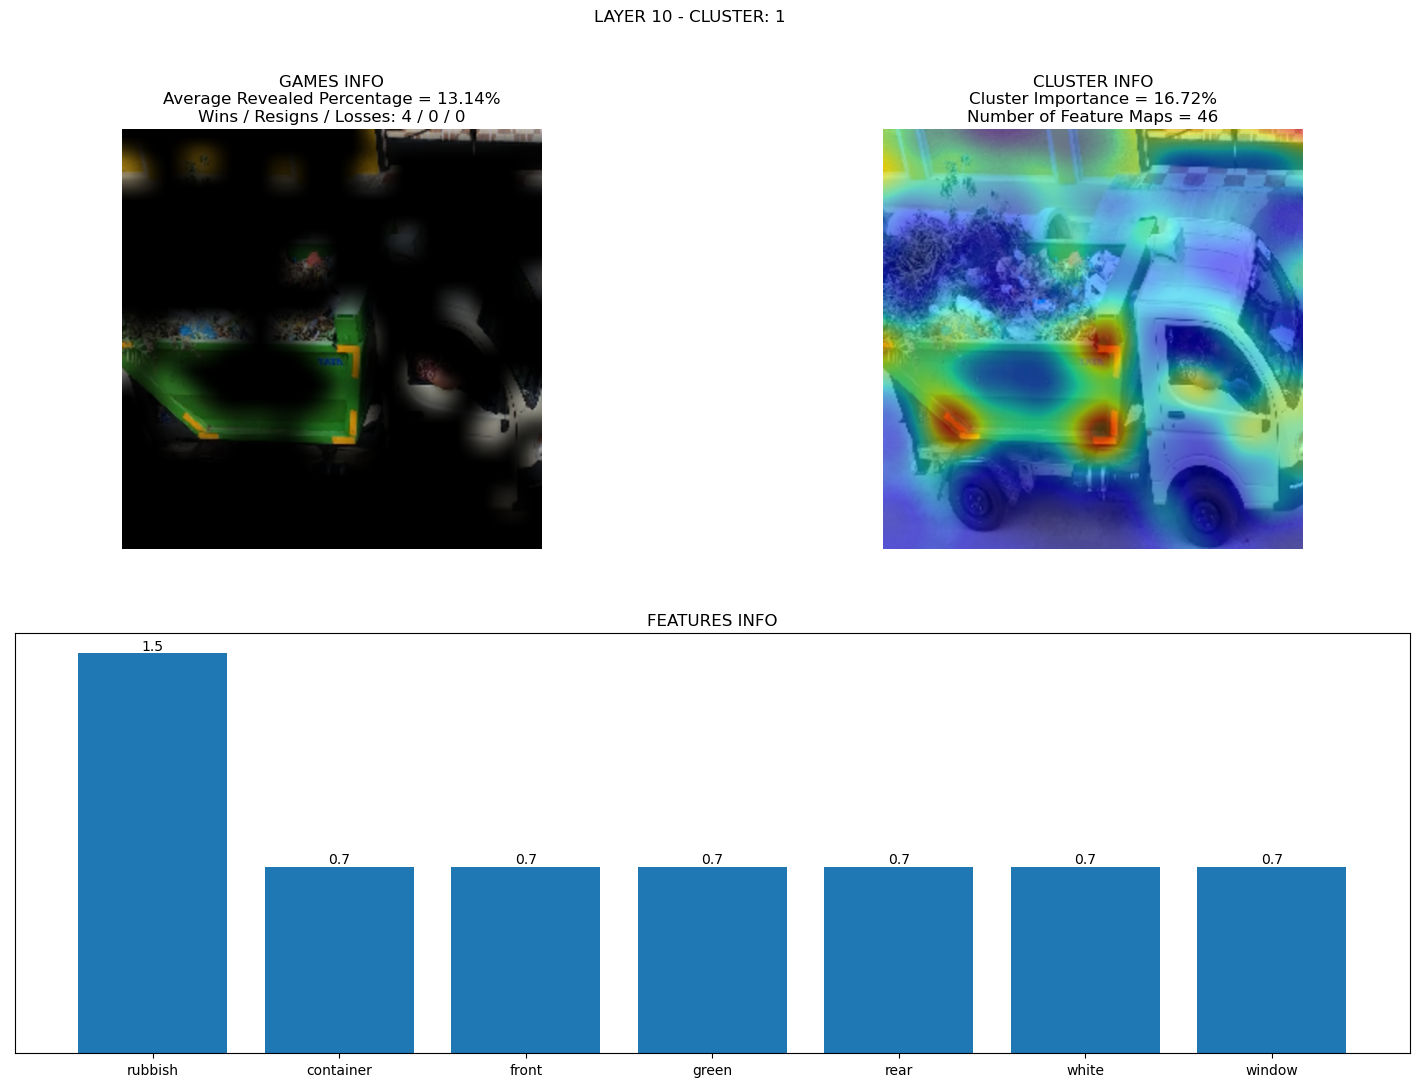 LAYER 10 - CLUSTER: 1
GAMES INFO
Average Revealed Percentage = 13.14%
Wins / Resigns / Losses: 4 / 0 / 0
CLUSTER INFO
Cluster Importance = 16.72%
Number of Feature Maps = 46
FEATURES INFO
1.5
0.7
0.7
0.7
0.7
0.7
0.7
rubbish
container
front
green
rear
white
window